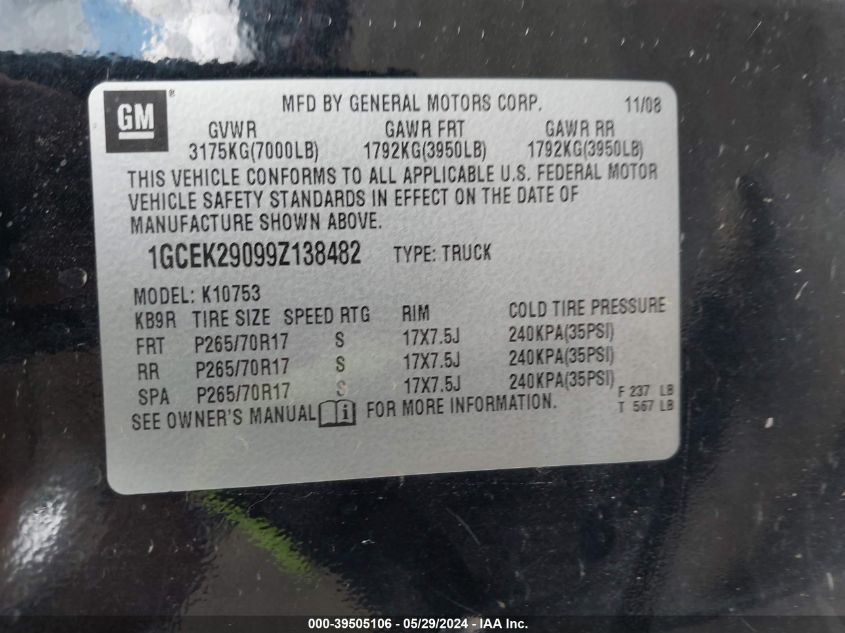 GM ®
MFD BY GENERAL MOTORS CORP. 11/08
GVWR GAWR FRT GAWR RR
3175KG(7000LB) 1792KG(3950LB) 1792KG(3950LB)
THIS VEHICLE CONFORMS TO ALL APPLICABLE U.S. FEDERAL MOTOR
VEHICLE SAFETY STANDARDS IN EFFECT ON THE DATE OF
MANUFACTURE SHOWN ABOVE.
1GCEK29099Z138482 TYPE: TRUCK
MODEL: K10753
KB9R TIRE SIZE SPEED RTG RIM COLD TIRE PRESSURE
FRT P265/70R17 S 17X7.5J 240KPA(35PSI)
RR P265/70R17 S 17X7.5J 240KPA(35PSI)
SPA P265/70R17 S 17X7.5J 240KPA(35PSI)
F 237 LB
SEE OWNER'S MANUAL i FOR MORE INFORMATION.
T 567 LB
000-39505106 - 05/29/2024 - IAA Inc.